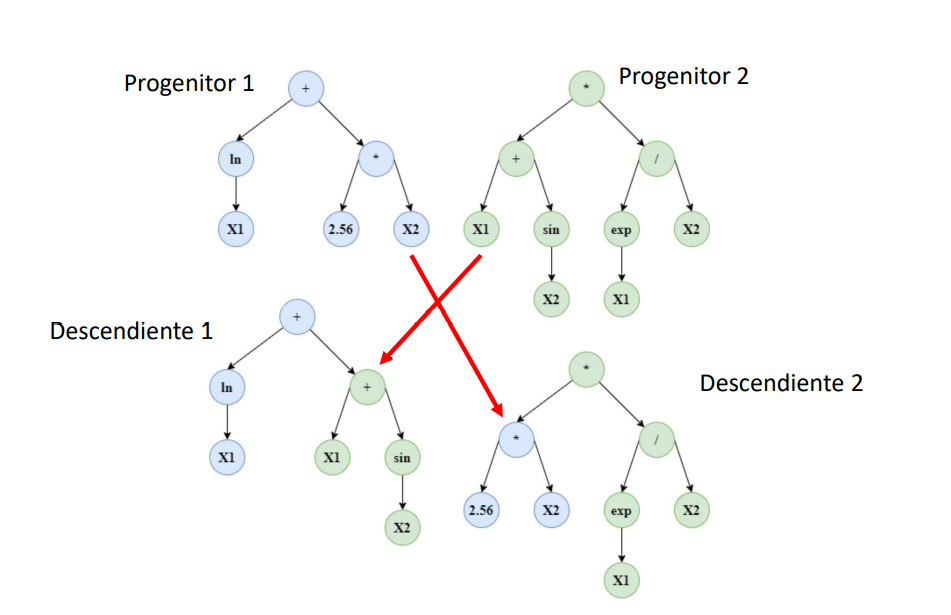 Progenitor 1
Progenitor 2
+
*
ln
*
+
/
X1
2.56
X2
X1
sin
exp
X2
X2
X1
Descendiente 1
+
Descendiente 2
*
ln
+
*
/
X1
X1
sin
2.56
X2
exp
X2
X2
X1